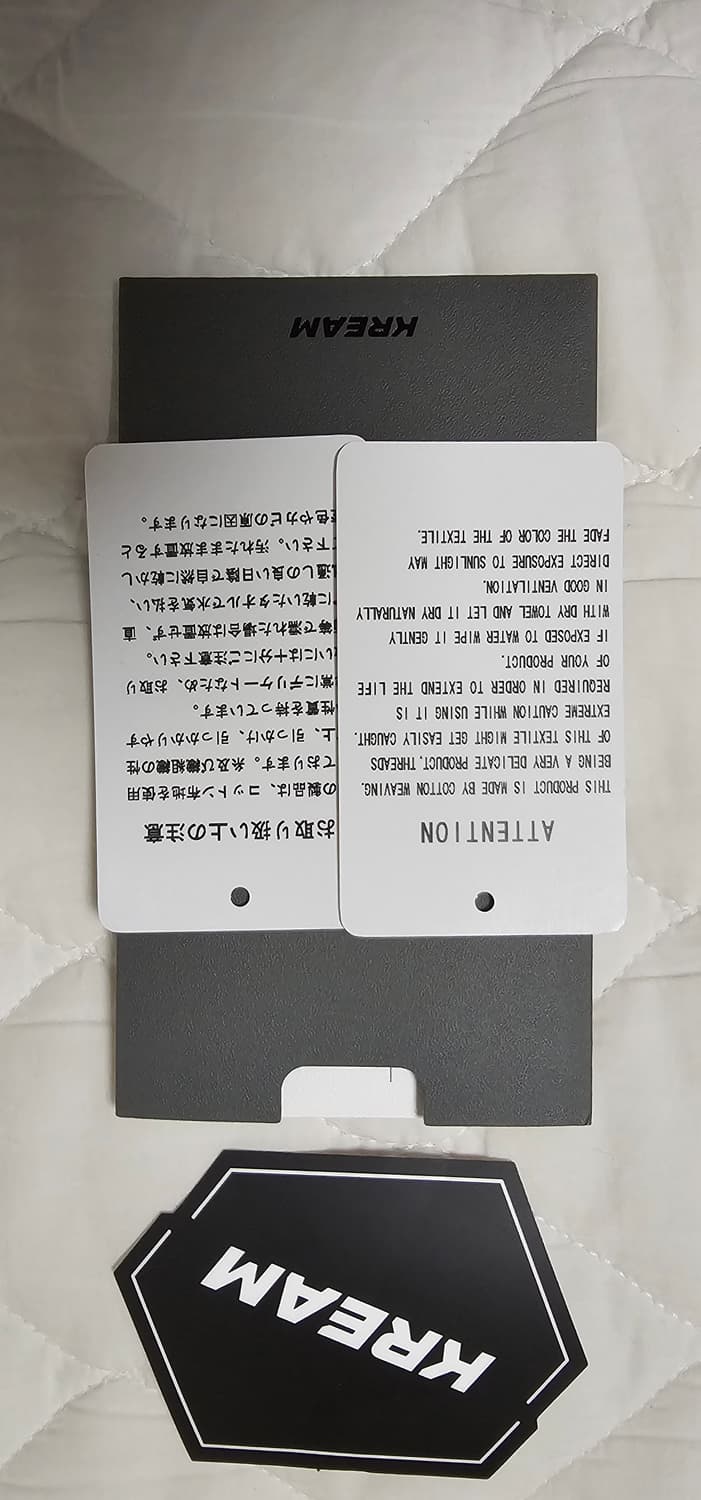 KREAM
ATTENTION
THIS PRODUCT IS MADE BY COTTON WEAVING.
BEING A VERY DELICATE PRODUCT. THREADS
OF THIS TEXTILE MIGHT GET EASILY CAUGHT.
EXTREME CAUTION WHILE USING IT IS
REQUIRED IN ORDER TO EXTEND THE LIFE
OF YOUR PRODUCT.
IF EXPOSED TO WATER WIPE IT GENTLY
WITH TOWEL DRY AND LET IT DRY NATURALLY
IN GOOD VENTILATION.
DIRECT EXPOSURE TO SUNLIGHT MAY
FADE THE COLOR OF THE TEXTILE.
お取り扱い上の注意
の製品は、コットン布地を使用
ております。糸及び織組織の性
上、引っかけ、引っかかりやす
性質を持っています。
常にデリケートなため、お取り
いには十分にご注意下さい。
等で濡れた場合は放置せず、直
に乾いたタオルで水気を払い、
通しの良い日陰で自然に乾かし
下さい。汚れたまま放置すると
色やカビの原因になります。
KREAM